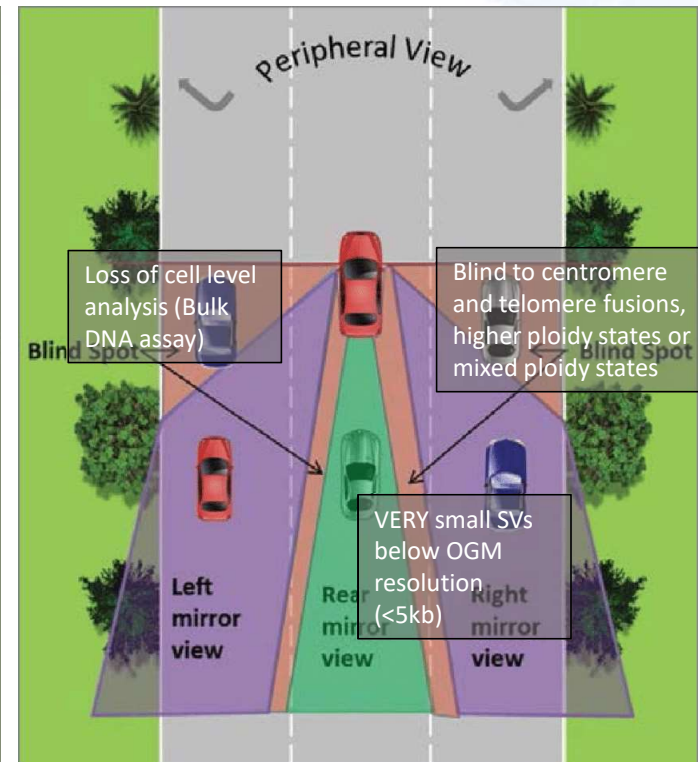 Peripheral View
Loss of cell level
analysis (Bulk
DNA assay)
Blind Spot
Blind to centromere
and telomere fusions,
higher ploidy states or
mixed ploidy states
Blind Spot
VERY small SVs
below OGM
resolution
(<5kb)
Left
mirror
view
Rear
mirror
view
Right
mirror
view